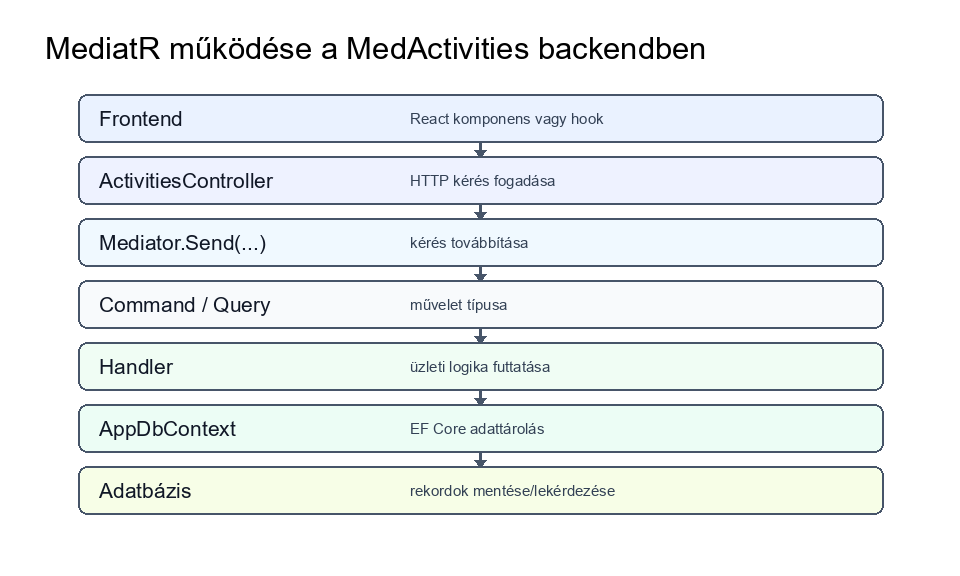 MediatR működése a MedActivities backendben
Frontend React komponens vagy hook
ActivitiesController HTTP kérés fogadása
Mediator.Send(...) kérés továbbítása
Command / Query művelet típusa
Handler üzleti logika futtatása
AppDbContext EF Core adattárolás
Adatbázis rekordok mentése/lekérdezése